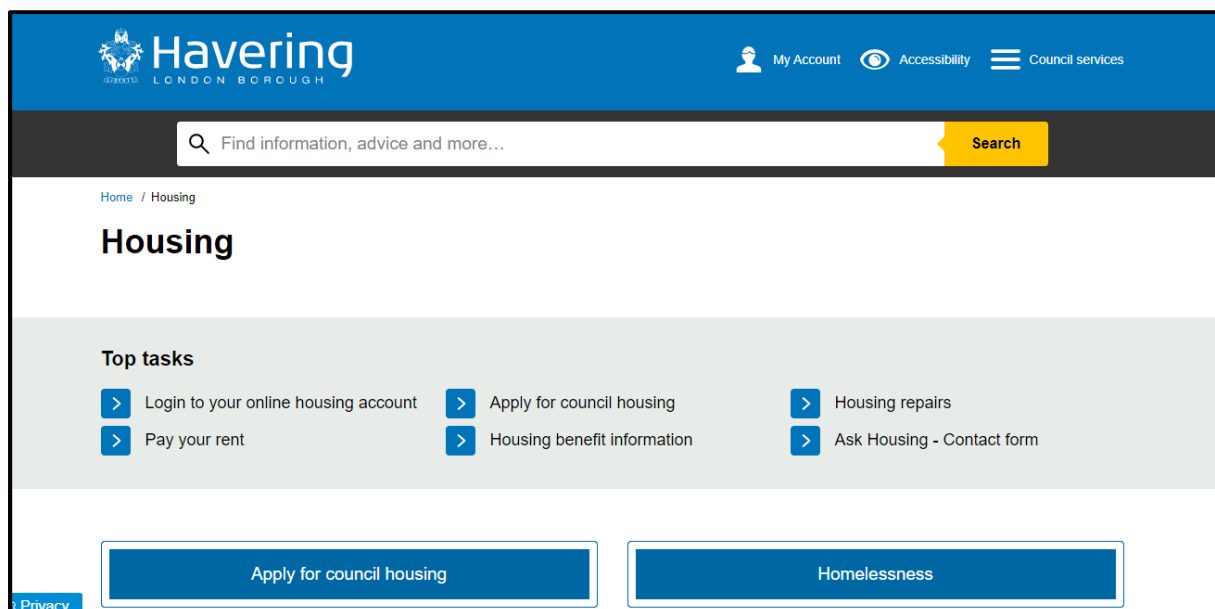 Havering
LONDON BOROUGH
My Account Accessibility Council services
Find information, advice and more... Search
Home / Housing
Housing
Top tasks
Login to your online housing account Apply for council housing Housing repairs
Pay your rent Housing benefit information Ask Housing - Contact form
Apply for council housing Homelessness
Privacy